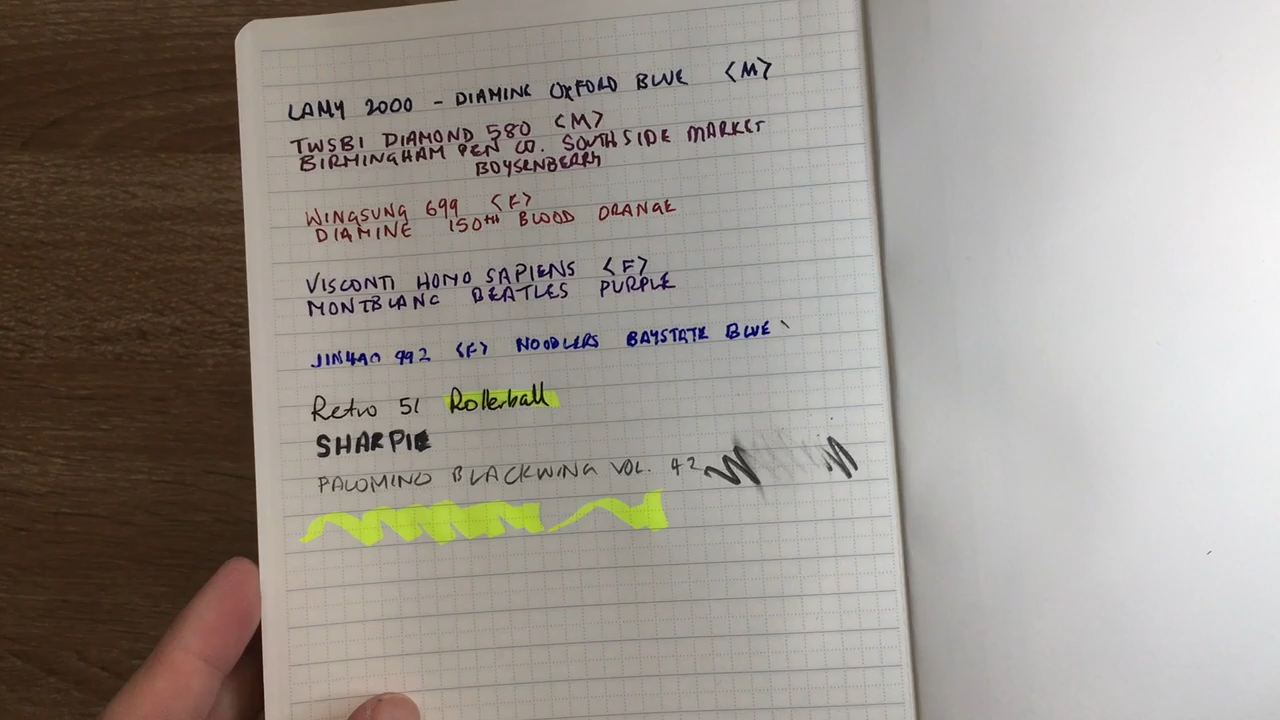 LAMY 2000 - DIAMINE OXFORD BLUE <M>
TWSBI DIAMOND 580 <M>
BIRMINGHAM PEN CO. SOUTHSIDE MARKET
BOYSENBERRY
WINGSUNG 699 <F>
DIAMINE 150TH BLOOD ORANGE
VISCONTI HOMO SAPIENS <F>
MONTBLANC BEATLES PURPLE
JINHAO 992 <F> NOODLERS BAYSTATE BLUE
Retro 51 Rollerball
SHARPIE
PALOMINO BLACKWING VOL. 42